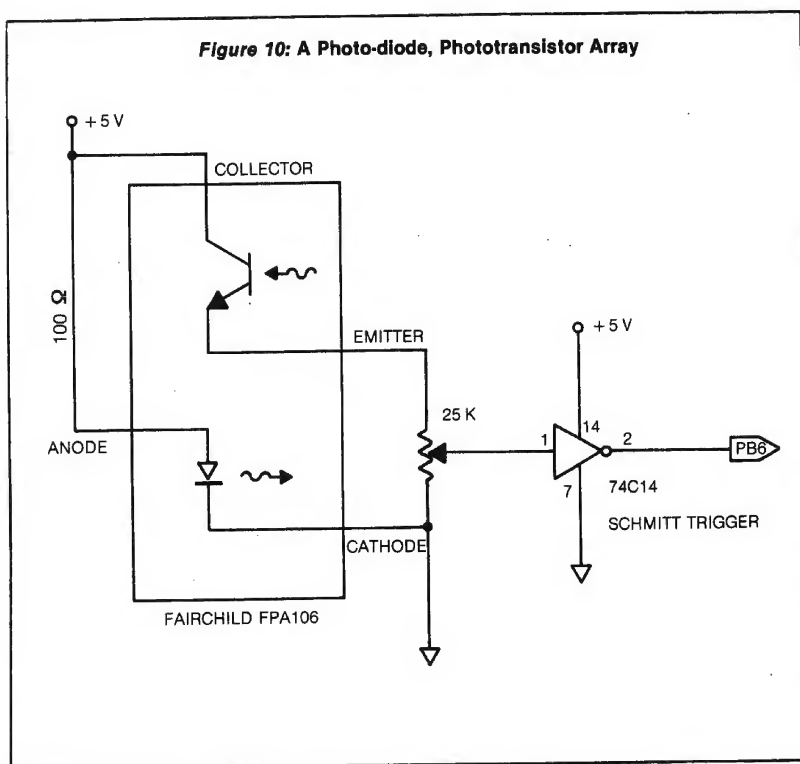 Figure 10: A Photo-diode, Phototransistor Array
+5 V
COLLECTOR
100 Ω
EMITTER
+5 V
25 K
ANODE
1
14
2
PB6
7
74C14
SCHMITT TRIGGER
CATHODE
FAIRCHILD FPA106